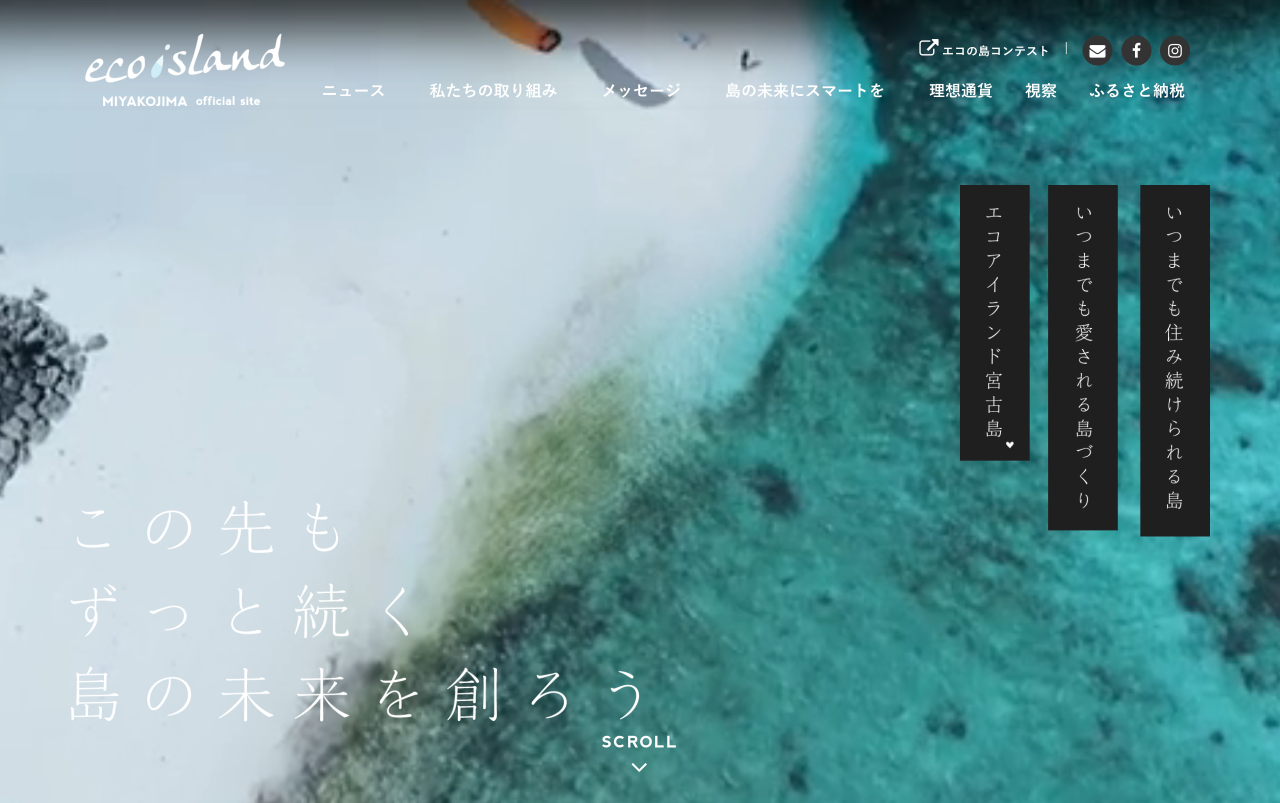 eco island
MIYAKOJIMA official site
エコの島コンテスト
ニュース
私たちの取り組み
メッセージ
島の未来にスマートを
理想通貨
視察
ふるさと納税
いつまでも住み続けられる島
いつまでも愛される島づくり
エコアイランド宮古島
この先も
ずっと続く
島の未来を創ろう
SCROLL